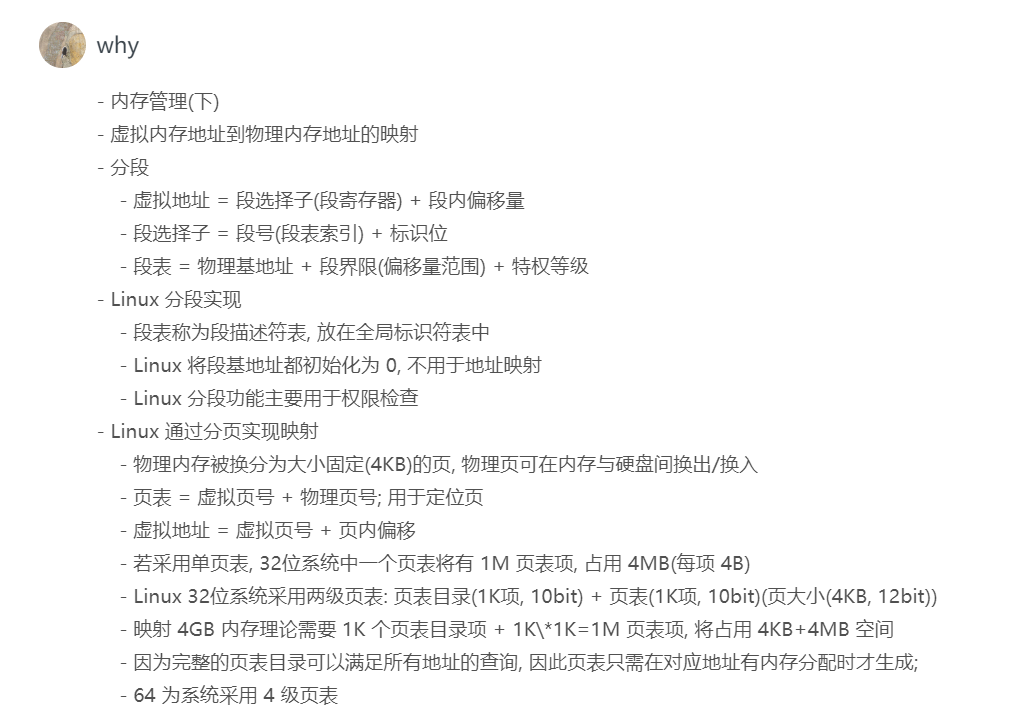 why
- 内存管理(下)
- 虚拟内存地址到物理内存地址的映射
- 分段
- 虚拟地址 = 段选择子(段寄存器) + 段内偏移量
- 段选择子 = 段号(段表索引) + 标识位
- 段表 = 物理基地址 + 段界限(偏移量范围) + 特权等级
- Linux 分段实现
- 段表称为段描述符表, 放在全局标识符表中
- Linux 将段基地址都初始化为 0, 不用于地址映射
- Linux 分段功能主要用于权限检查
- Linux 通过分页实现映射
- 物理内存被换分为大小固定(4KB)的页, 物理页可在内存与硬盘间换出/换入
- 页表 = 虚拟页号 + 物理页号; 用于定位页
- 虚拟地址 = 虚拟页号 + 页内偏移
- 若采用单页表, 32位系统中一个页表将有 1M 页表项, 占用 4MB(每项 4B)
- Linux 32位系统采用两级页表: 页表目录(1K项, 10bit) + 页表(1K项, 10bit)(页大小(4KB, 12bit))
- 映射 4GB 内存理论需要 1K 个页表目录项 + 1K\*1K=1M 页表项, 将占用 4KB+4MB 空间
- 因为完整的页表目录可以满足所有地址的查询, 因此页表只需在对应地址有内存分配时才生成;
- 64 为系统采用 4 级页表